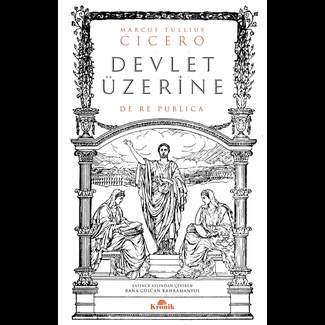 MARCUS TULLIUS
CICERO
DEVLET
ÜZERİNE
DE RE PUBLICA
LATİNCE ASLINDAN ÇEVİREN
RANA GÜLCAN KAHRAMANYOL
Kronik